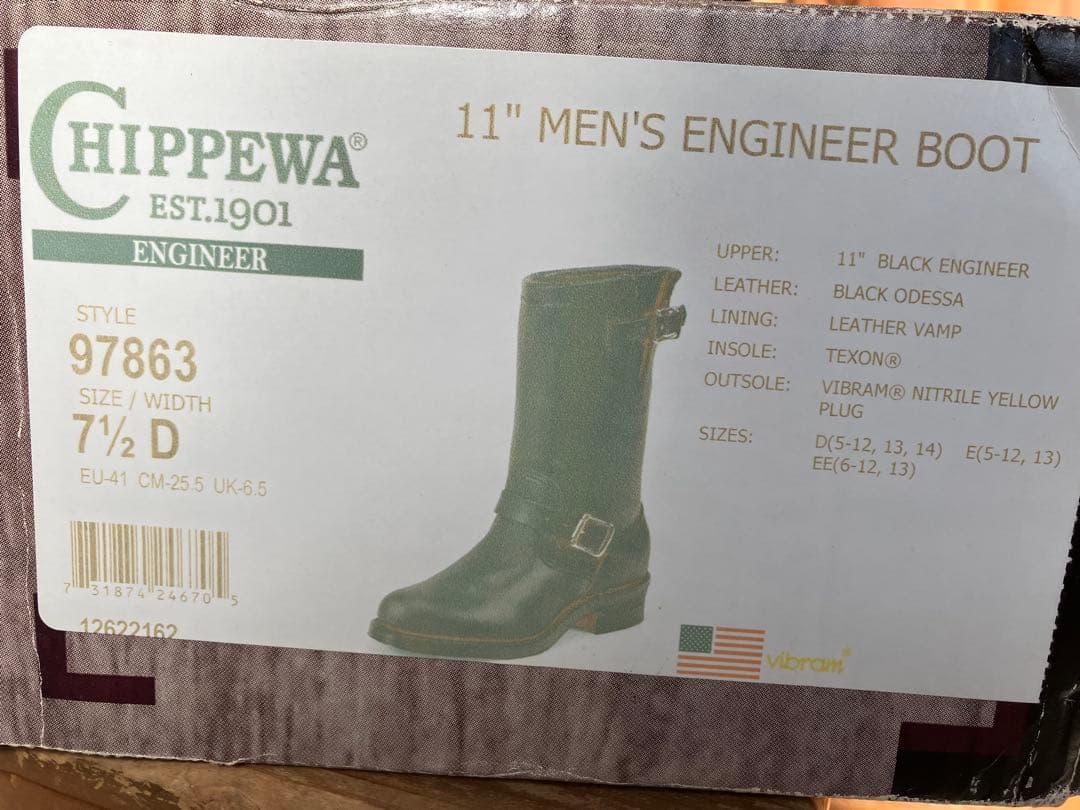 CHIPPEWA®
EST.1901
ENGINEER
11" MEN'S ENGINEER BOOT
STYLE
97863
SIZE / WIDTH
7½ D
EU-41 CM-25.5 UK-6.5
7 31874 24670 5
12622162
UPPER: 11" BLACK ENGINEER
LEATHER: BLACK ODESSA
LINING: LEATHER VAMP
INSOLE: TEXON®
OUTSOLE: VIBRAM® NITRILE YELLOW
PLUG
SIZES: D(5-12, 13, 14) E(5-12, 13)
EE(6-12, 13)
vibram®